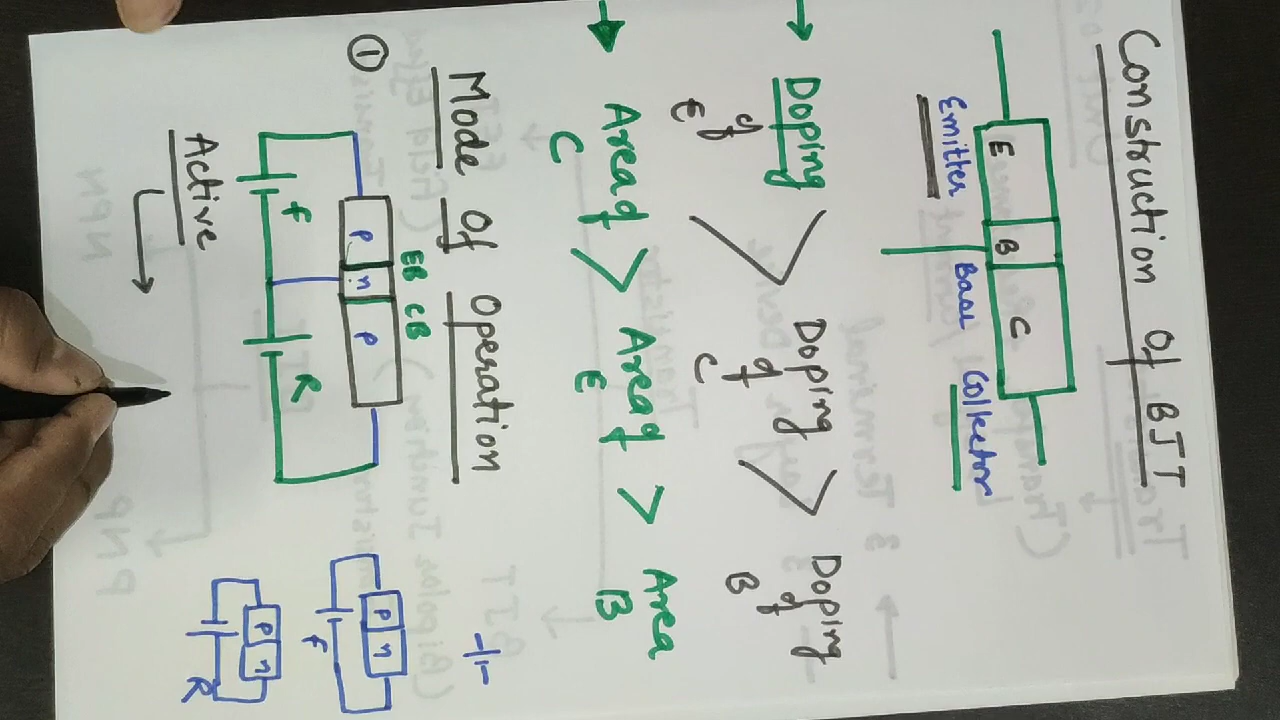 Construction Of BJT
E B C
Emitter Base Collector
→ Doping of E > Doping of C > Doping of B
→ Area of C > Area of E > Area B
Mode Of Operation
①
EB CB
P n P
F R
Active
P n
F
P n
R